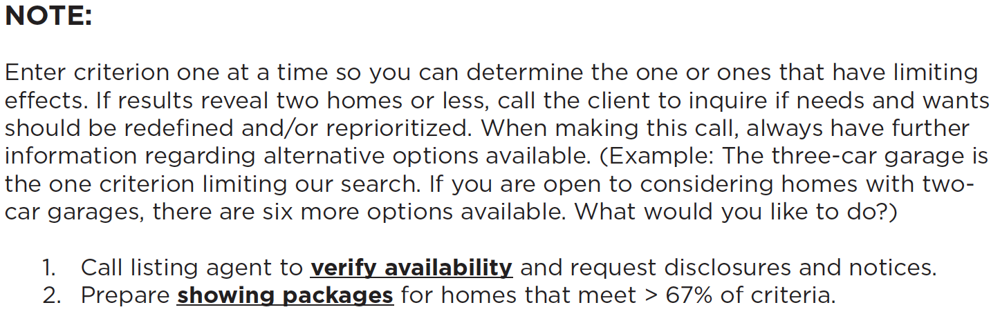 NOTE:
Enter criterion one at a time so you can determine the one or ones that have limiting
effects. If results reveal two homes or less, call the client to inquire if needs and wants
should be redefined and/or reprioritized. When making this call, always have further
information regarding alternative options available. (Example: The three-car garage is
the one criterion limiting our search. If you are open to considering homes with two-
car garages, there are six more options available. What would you like to do?)
1. Call listing agent to verify availability and request disclosures and notices.
2. Prepare showing packages for homes that meet > 67% of criteria.